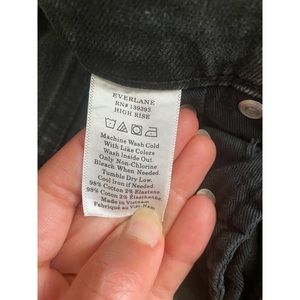 EVERLANE
RN# 139393
HIGH RISE
Machine Wash Cold
With Like Colors
Wash Inside Out.
Only Non-Chlorine
Bleach When Needed.
Tumble Dry Low.
Cool Iron if Needed.
98% Cotton 2% Elastane
98% Coton 2% Élasthanne
Made in Vietnam
Fabriqué au Viet Nam